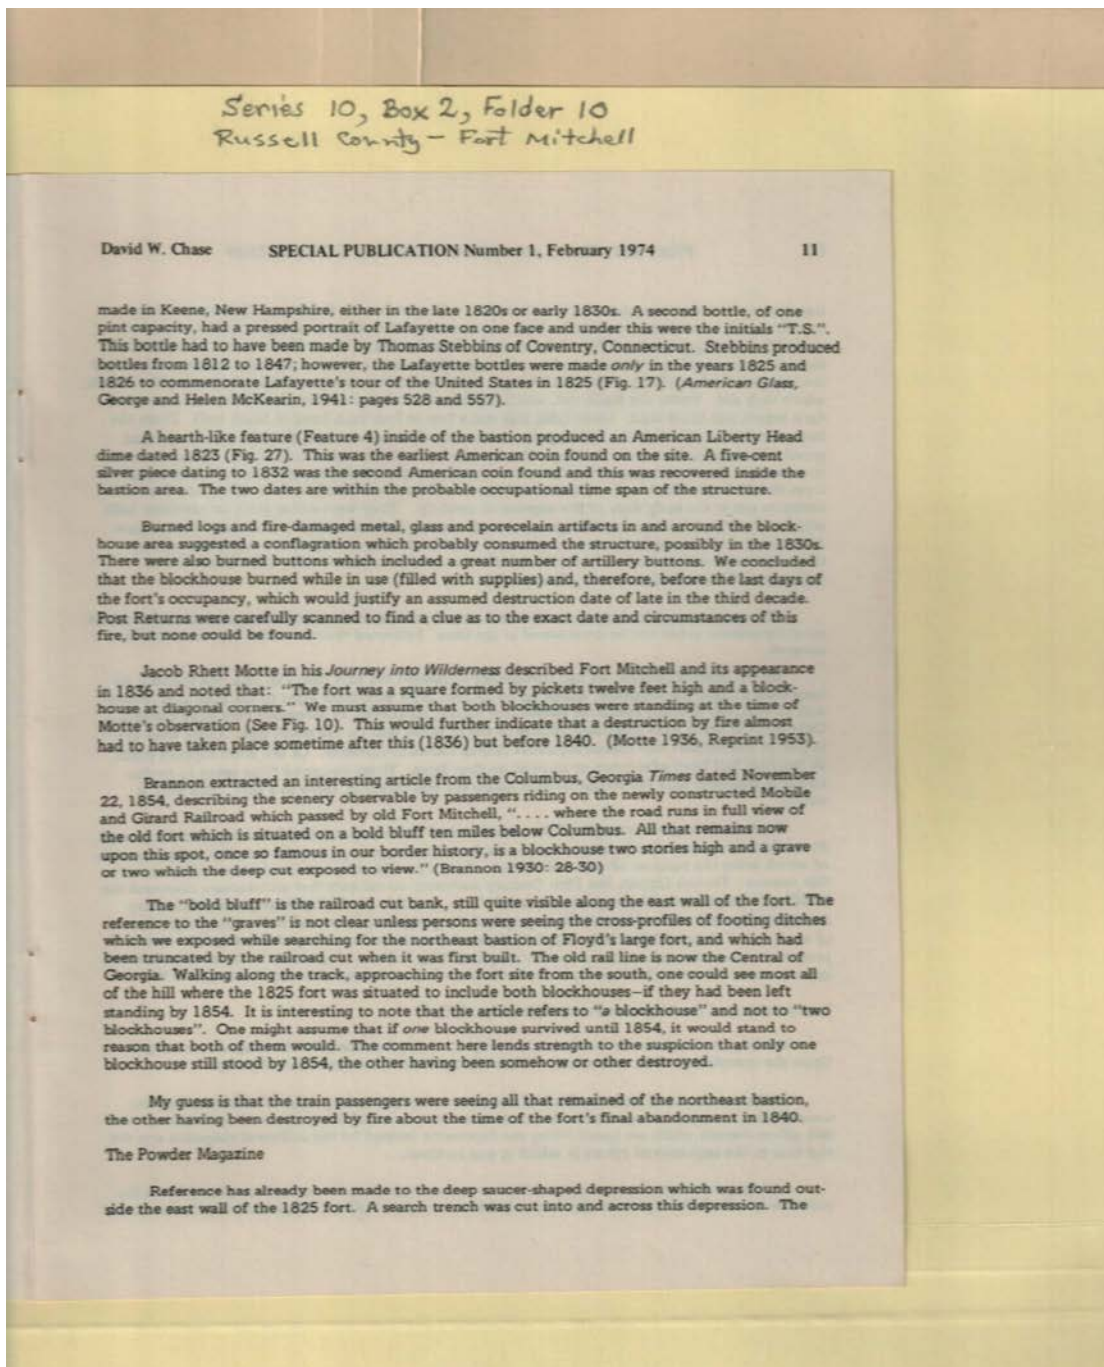 Series 10, Box 2, Folder 10
Russell County - Fort Mitchell
David W. Chase SPECIAL PUBLICATION Number 1, February 1974 11
made in Keene, New Hampshire, either in the late 1820s or early 1830s. A second bottle, of one
pint capacity, had a pressed portrait of Lafayette on one face and under this were the initials "T.S.".
This bottle had to have been made by Thomas Stebbins of Coventry, Connecticut. Stebbins produced
bottles from 1812 to 1847; however, the Lafayette bottles were made only in the years 1825 and
1826 to commenorate Lafayette's tour of the United States in 1825 (Fig. 17). (American Glass,
George and Helen McKearin, 1941: pages 528 and 557).
A hearth-like feature (Feature 4) inside of the bastion produced an American Liberty Head
dime dated 1823 (Fig. 27). This was the earliest American coin found on the site. A five-cent
silver piece dating to 1832 was the second American coin found and this was recovered inside the
bastion area. The two dates are within the probable occupational time span of the structure.
Burned logs and fire-damaged metal, glass and porecelain artifacts in and around the block-
house area suggested a conflagration which probably consumed the structure, possibly in the 1830s.
There were also burned buttons which included a great number of artillery buttons. We concluded
that the blockhouse burned while in use (filled with supplies) and, therefore, before the last days of
the fort's occupancy, which would justify an assumed destruction date of late in the third decade.
Post Returns were carefully scanned to find a clue as to the exact date and circumstances of this
fire, but none could be found.
Jacob Rhett Motte in his Journey into Wilderness described Fort Mitchell and its appearance
in 1836 and noted that: "The fort was a square formed by pickets twelve feet high and a block-
house at diagonal corners." We must assume that both blockhouses were standing at the time of
Motte's observation (See Fig. 10). This would further indicate that a destruction by fire almost
had to have taken place sometime after this (1836) but before 1840. (Motte 1936, Reprint 1953).
Brannon extracted an interesting article from the Columbus, Georgia Times dated November
22, 1854, describing the scenery observable by passengers riding on the newly constructed Mobile
and Girard Railroad which passed by old Fort Mitchell, ". . . . where the road runs in full view of
the old fort which is situated on a bold bluff ten miles below Columbus. All that remains now
upon this spot, once so famous in our border history, is a blockhouse two stories high and a grave
or two which the deep cut exposed to view." (Brannon 1930: 28-30)
The "bold bluff" is the railroad cut bank, still quite visible along the east wall of the fort. The
reference to the "graves" is not clear unless persons were seeing the cross-profiles of footing ditches
which we exposed while searching for the northeast bastion of Floyd's large fort, and which had
been truncated by the railroad cut when it was first built. The old rail line is now the Central of
Georgia. Walking along the track, approaching the fort site from the south, one could see most all
of the hill where the 1825 fort was situated to include both blockhouses—if they had been left
standing by 1854. It is interesting to note that the article refers to "a blockhouse" and not to "two
blockhouses". One might assume that if one blockhouse survived until 1854, it would stand to
reason that both of them would. The comment here lends strength to the suspicion that only one
blockhouse still stood by 1854, the other having been somehow or other destroyed.
My guess is that the train passengers were seeing all that remained of the northeast bastion,
the other having been destroyed by fire about the time of the fort's final abandonment in 1840.
The Powder Magazine
Reference has already been made to the deep saucer-shaped depression which was found out-
side the east wall of the 1825 fort. A search trench was cut into and across this depression. The